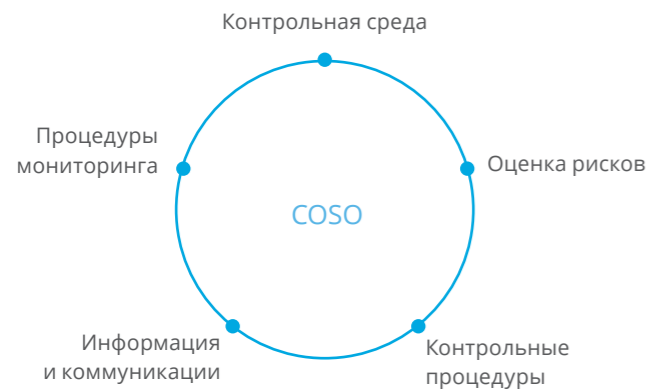 Контрольная среда
Процедуры
мониторинга
Оценка рисков
COSO
Информация
и коммуникации
Контрольные
процедуры